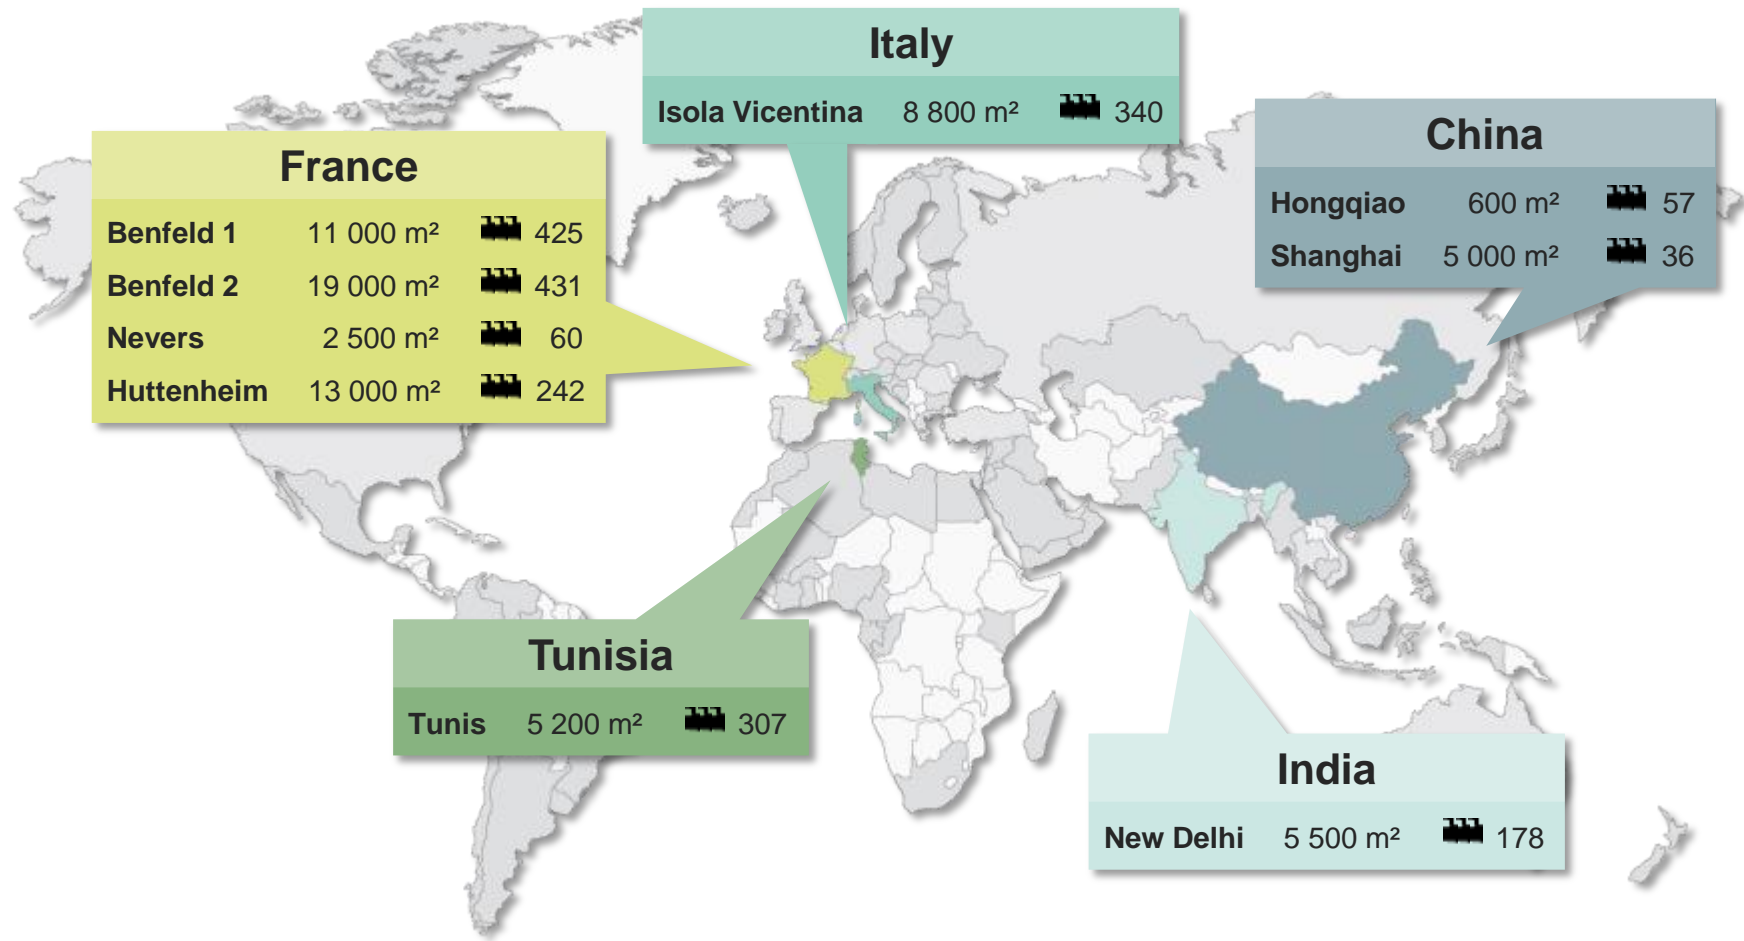 Italy
Isola Vicentina 8 800 m² 340
China
Hongqiao 600 m² 57
Shanghai 5 000 m² 36
France
Benfeld 1 11 000 m² 425
Benfeld 2 19 000 m² 431
Nevers 2 500 m² 60
Huttenheim 13 000 m² 242
Tunisia
Tunis 5 200 m² 307
India
New Delhi 5 500 m² 178